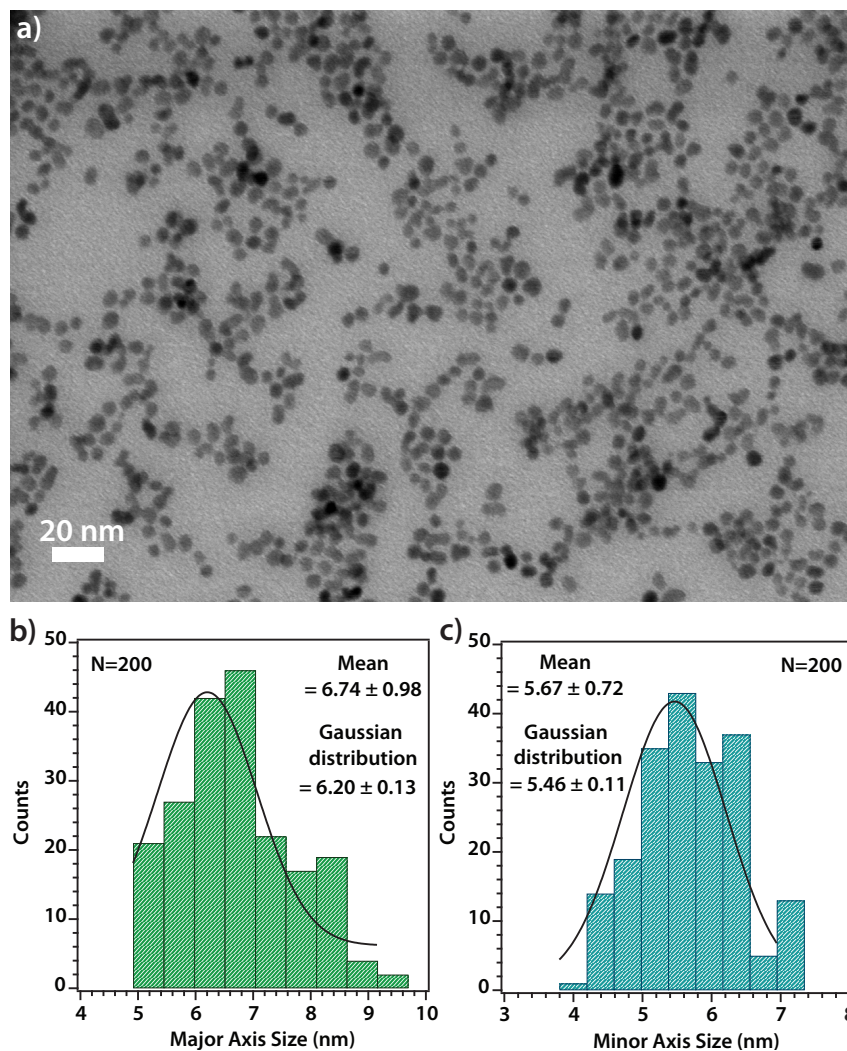 a)
20 nm
b)
50
40
30
20
10
0
Counts
N=200
Mean
= 6.74 ± 0.98
Gaussian
distribution
= 6.20 ± 0.13
4 5 6 7 8 9 10
Major Axis Size (nm)
c)
50
40
30
20
10
0
Counts
Mean
= 5.67 ± 0.72
Gaussian
distribution
= 5.46 ± 0.11
N=200
3 4 5 6 7 8
Minor Axis Size (nm)